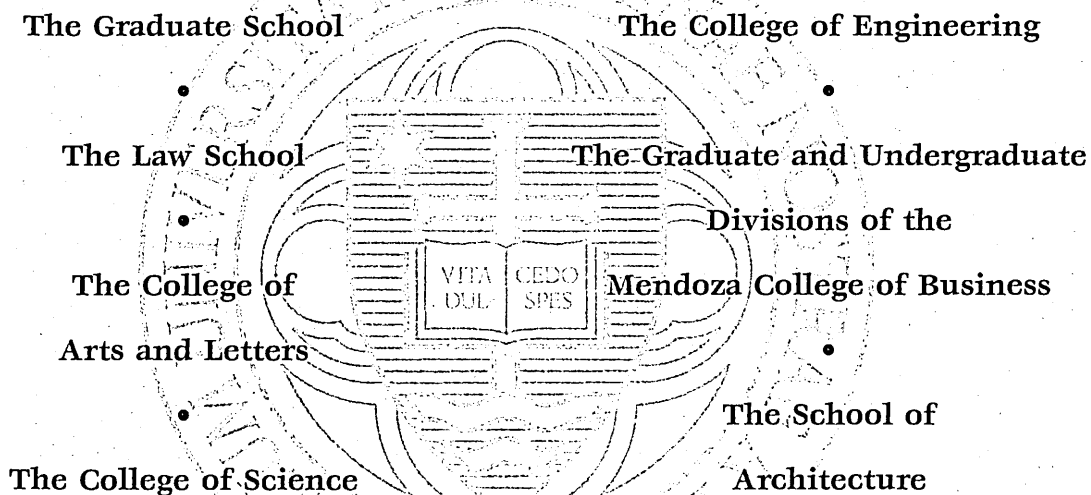 The Graduate School
•
The Law School
•
The College of
Arts and Letters
•
The College of Science
The College of Engineering
•
The Graduate and Undergraduate
Divisions of the
Mendoza College of Business
•
The School of
Architecture
VITA CEDO
DUL- SPES